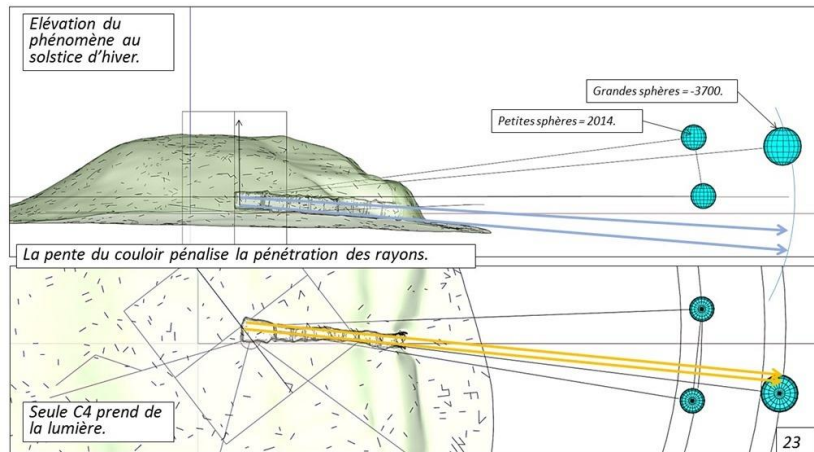 Elévation du
phénomène au
solstice d'hiver.
Grandes sphères = -3700.
Petites sphères = 2014.
La pente du couloir pénalise la pénétration des rayons.
Seule C4 prend de
la lumière.
23